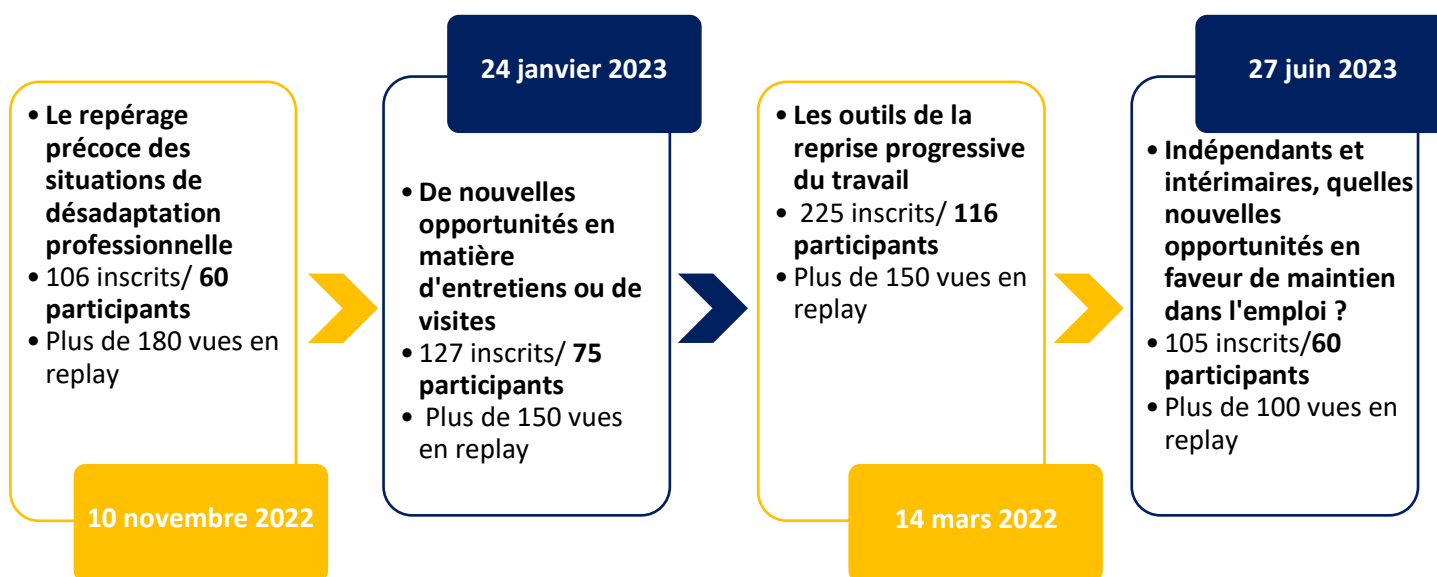 • Le repérage
précoce des
situations de
désadaptation
professionnelle
• 106 inscrits/ 60
participants
• Plus de 180 vues en
replay
10 novembre 2022
24 janvier 2023
• De nouvelles
opportunités en
matière
d'entretiens ou de
visites
• 127 inscrits/ 75
participants
• Plus de 150 vues
en replay
• Les outils de la
reprise progressive
du travail
• 225 inscrits/ 116
participants
• Plus de 150 vues en
replay
14 mars 2022
27 juin 2023
• Indépendants et
intérimaires, quelles
nouvelles
opportunités en
faveur de maintien
dans l'emploi ?
• 105 inscrits/60
participants
• Plus de 100 vues en
replay